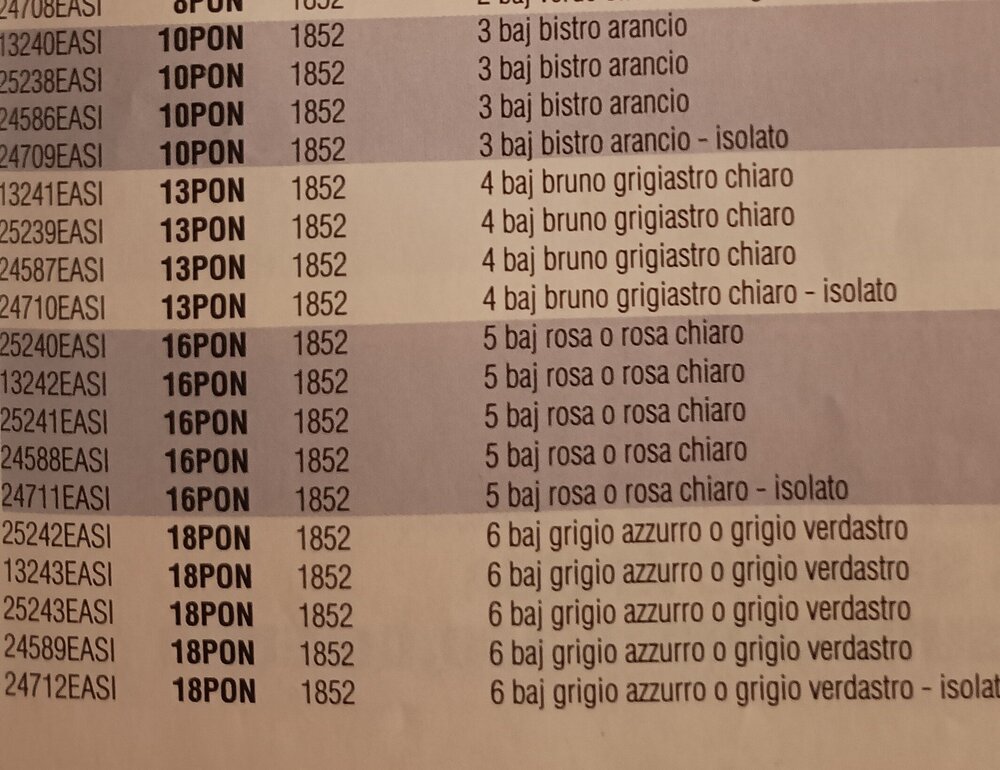 24708EASI 8PON 1852 2 baj
13240EASI 10PON 1852 3 baj bistro arancio
25238EASI 10PON 1852 3 baj bistro arancio
24586EASI 10PON 1852 3 baj bistro arancio
24709EASI 10PON 1852 3 baj bistro arancio - isolato
13241EASI 13PON 1852 4 baj bruno grigiastro chiaro
25239EASI 13PON 1852 4 baj bruno grigiastro chiaro
24587EASI 13PON 1852 4 baj bruno grigiastro chiaro
24710EASI 13PON 1852 4 baj bruno grigiastro chiaro - isolato
25240EASI 16PON 1852 5 baj rosa o rosa chiaro
13242EASI 16PON 1852 5 baj rosa o rosa chiaro
25241EASI 16PON 1852 5 baj rosa o rosa chiaro
24588EASI 16PON 1852 5 baj rosa o rosa chiaro
24711EASI 16PON 1852 5 baj rosa o rosa chiaro - isolato
25242EASI 18PON 1852 6 baj grigio azzurro o grigio verdastro
13243EASI 18PON 1852 6 baj grigio azzurro o grigio verdastro
25243EASI 18PON 1852 6 baj grigio azzurro o grigio verdastro
24589EASI 18PON 1852 6 baj grigio azzurro o grigio verdastro
24712EASI 18PON 1852 6 baj grigio azzurro o grigio verdastro - isolat